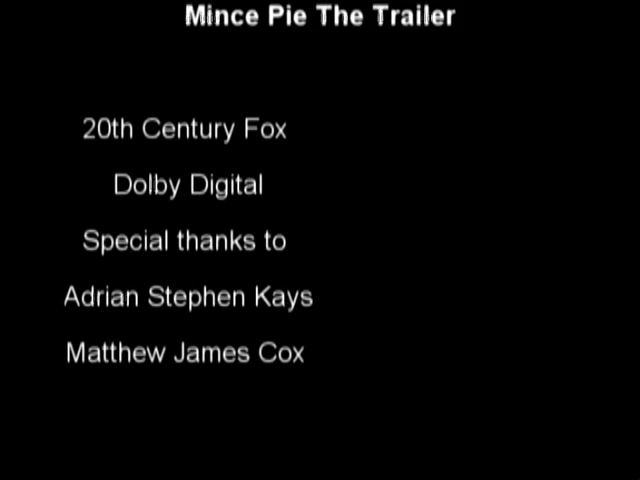 Mince Pie The Trailer
20th Century Fox
Dolby Digital
Special thanks to
Adrian Stephen Kays
Matthew James Cox